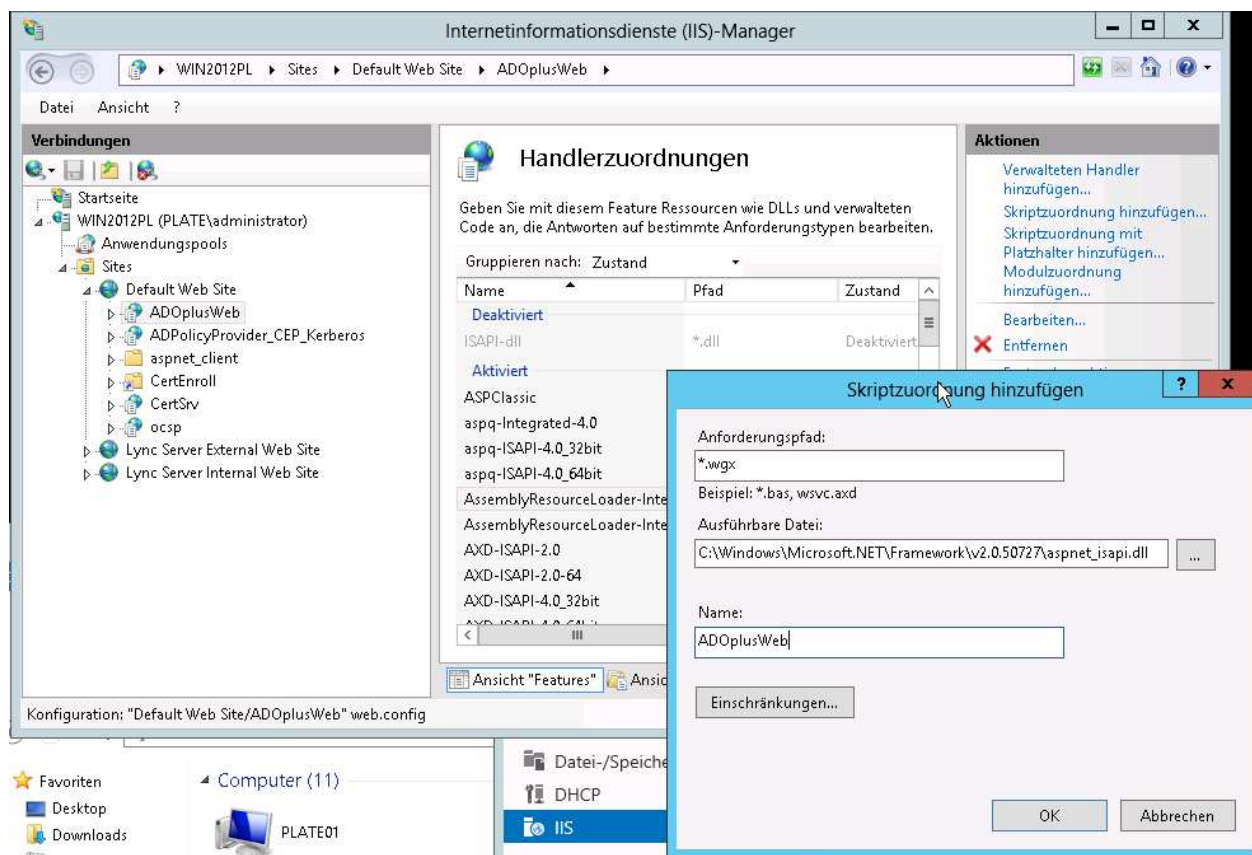 Internetinformationsdienste (IIS)-Manager
WIN2012PL
Sites
Default Web Site
ADOplusWeb
Datei Ansicht ?
Verbindungen
Startseite
WIN2012PL (PLATE\administrator)
Anwendungspools
Sites
Default Web Site
ADOplusWeb
ADPolicyProvider_CEP_Kerberos
aspnet_client
CertEnroll
CertSrv
ocsp
Lync Server External Web Site
Lync Server Internal Web Site
Handlerzuordnungen
Geben Sie mit diesem Feature Ressourcen wie DLLs und verwalteten
Code an, die Antworten auf bestimmte Anforderungstypen bearbeiten.
Gruppieren nach: Zustand
Name Pfad Zustand
Deaktiviert
ISAPI-dll *.dll Deaktiviert
Aktiviert
ASPClassic
aspq-Integrated-4.0
aspq-ISAPI-4.0_32bit
aspq-ISAPI-4.0_64bit
AssemblyResourceLoader-Inte
AssemblyResourceLoader-Inte
AXD-ISAPI-2.0
AXD-ISAPI-2.0-64
AXD-ISAPI-4.0_32bit
Ansicht "Features"
Ansic
Aktionen
Verwalteten Handler
hinzufügen...
Skriptzuordnung hinzufügen...
Skriptzuordnung mit
Platzhalter hinzufügen...
Modulzuordnung
hinzufügen...
Bearbeiten...
Entfernen
Konfiguration: "Default Web Site/ADOplusWeb" web.config
Skriptzuordnung hinzufügen
? x
Anforderungspfad:
*.wgx
Beispiel: *.bas, wsvc.axd
Ausführbare Datei:
C:\Windows\Microsoft.NET\Framework\v2.0.50727\aspnet_isapi.dll
...
Name:
ADOplusWeb
Einschränkungen...
OK Abbrechen
Favoriten
Desktop
Downloads
Computer (11)
PLATE01
Datei-/Speiche
DHCP
IIS